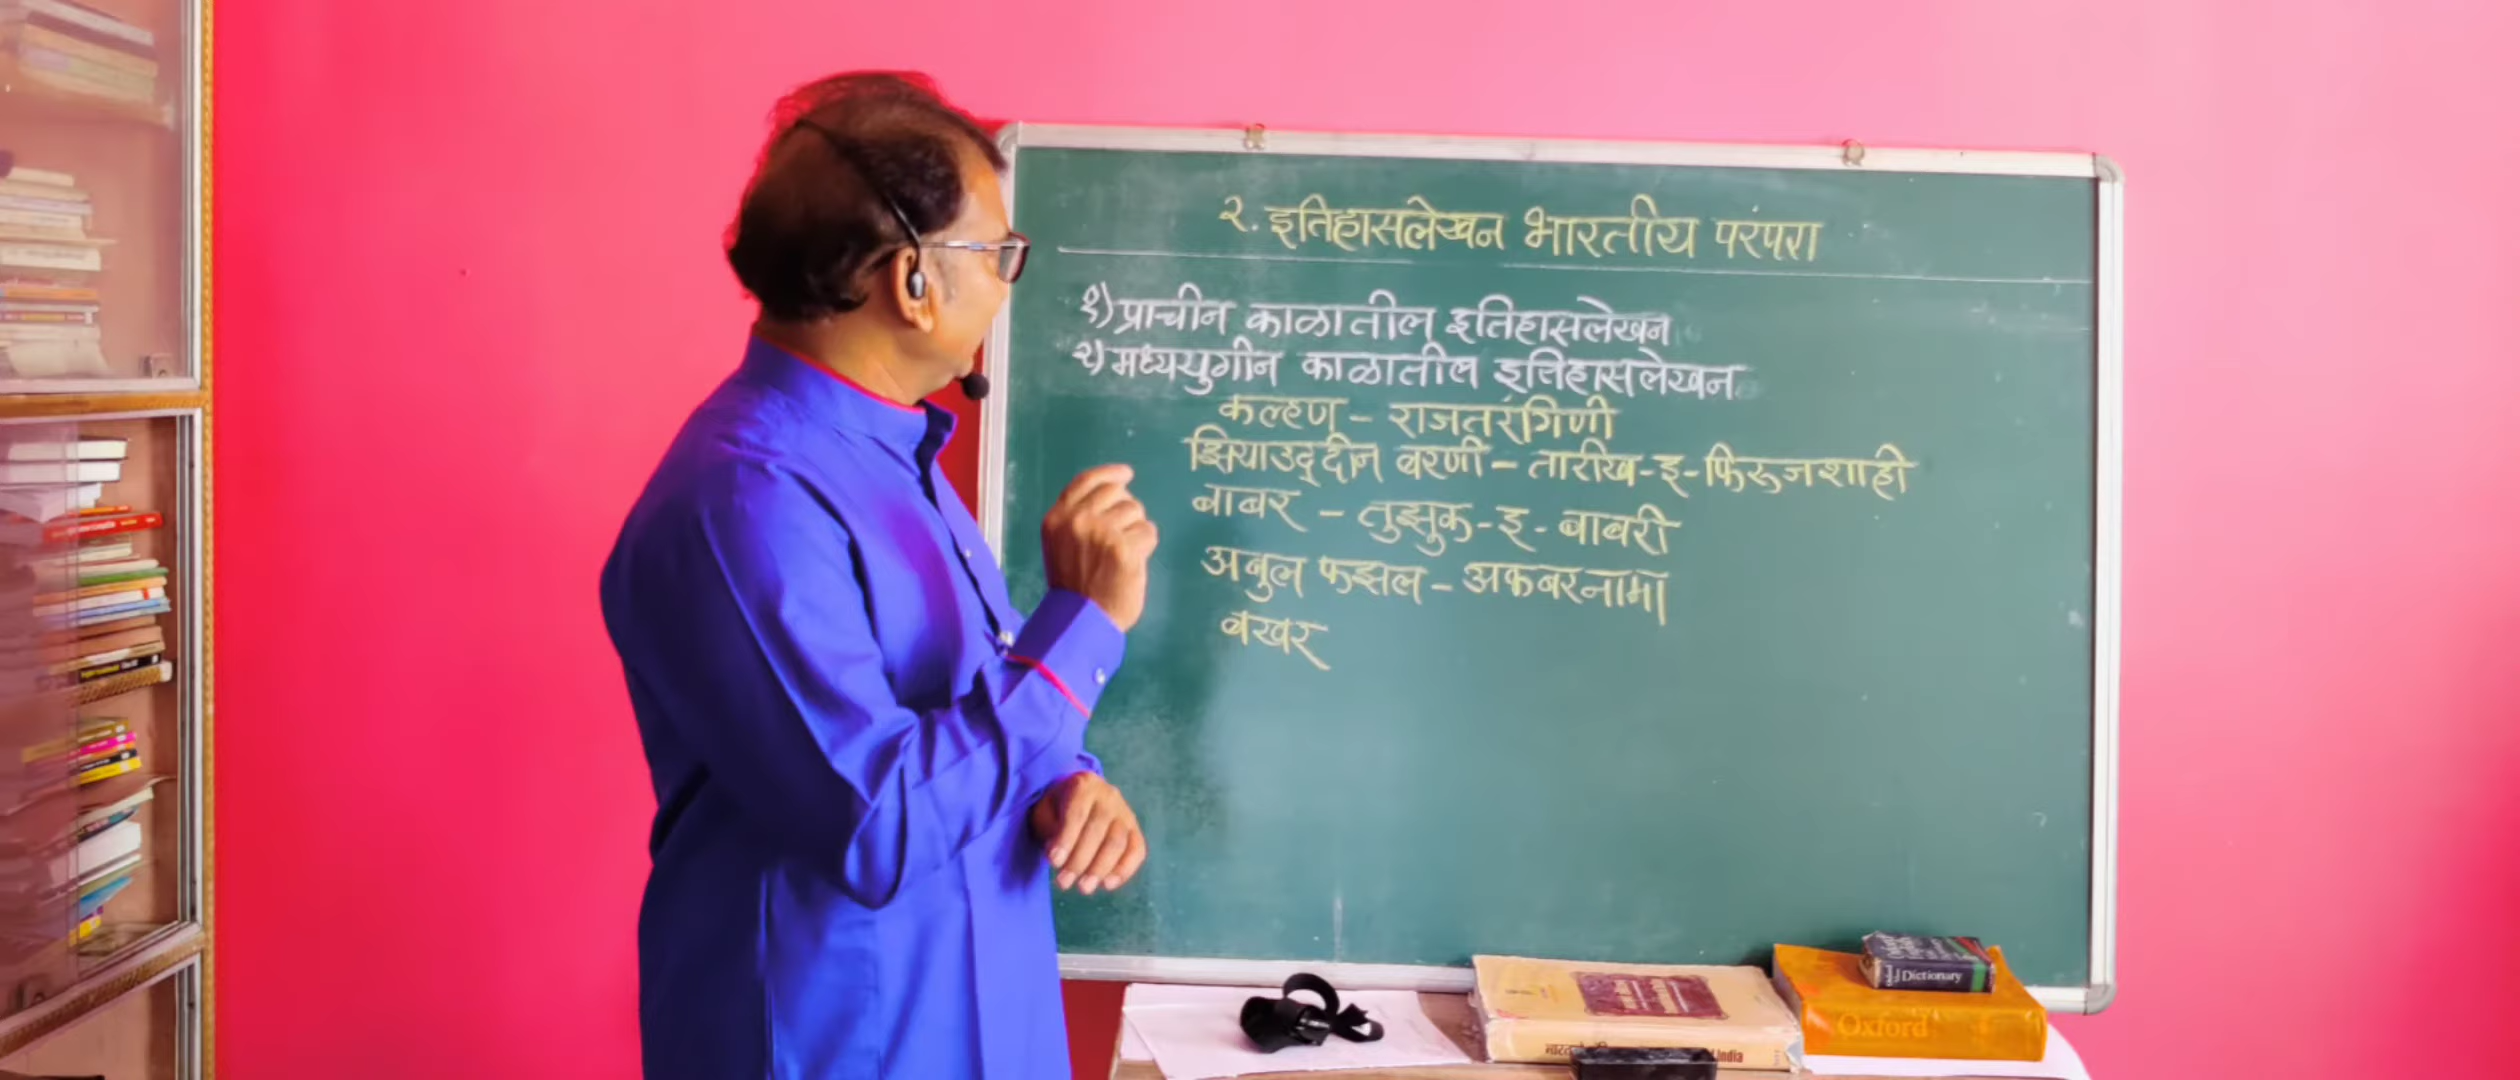 २. इतिहासलेखन भारतीय परंपरा
१) प्राचीन काळातील इतिहासलेखन
२) मध्ययुगीन काळातील इतिहासलेखन
कल्हण - राजतरंगिणी
झियाउद्दीन बरणी - तारीख-इ-फिरुजशाही
बाबर - तुझुक-इ-बाबरी
अबुल फझल - अकबरनामा
बखर
Dictionary
Oxford
India